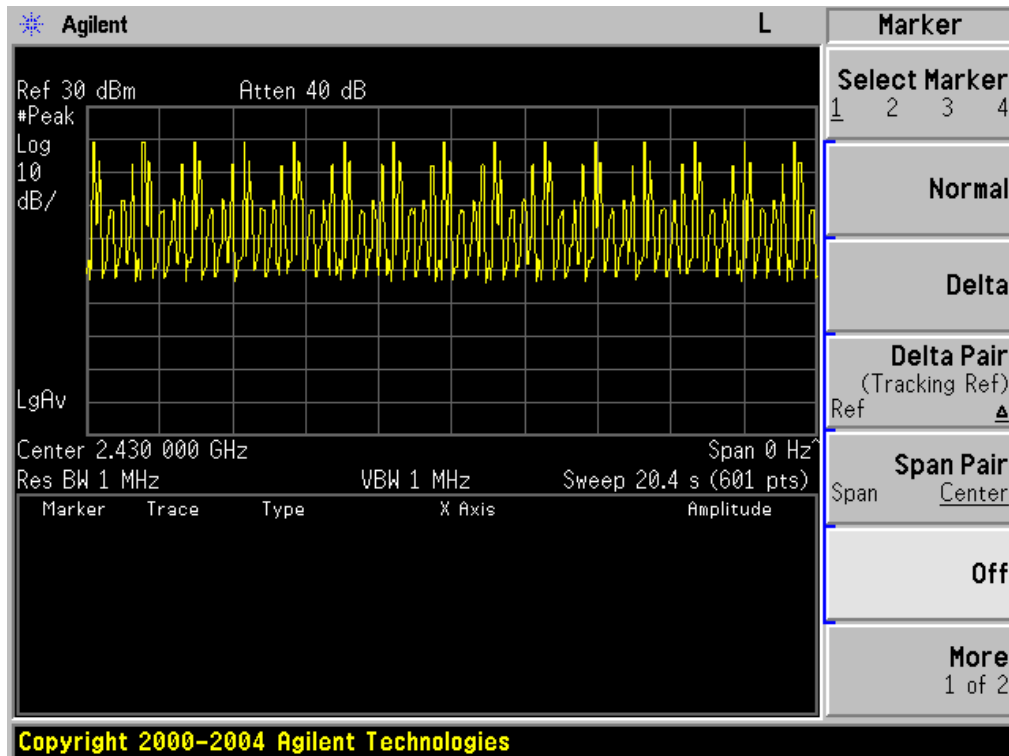 Agilent
L
Marker
Ref 30 dBm
Atten 40 dB
#Peak
Log
10
dB/
LgAv
Center 2.430 000 GHz
Span 0 Hz^
Res BW 1 MHz
VBW 1 MHz
Sweep 20.4 s (601 pts)
Marker Trace Type X Axis Amplitude
Select Marker
1 2 3 4
Normal
Delta
Delta Pair
(Tracking Ref)
Ref Δ
Span Pair
Span Center
Off
More
1 of 2
Copyright 2000-2004 Agilent Technologies